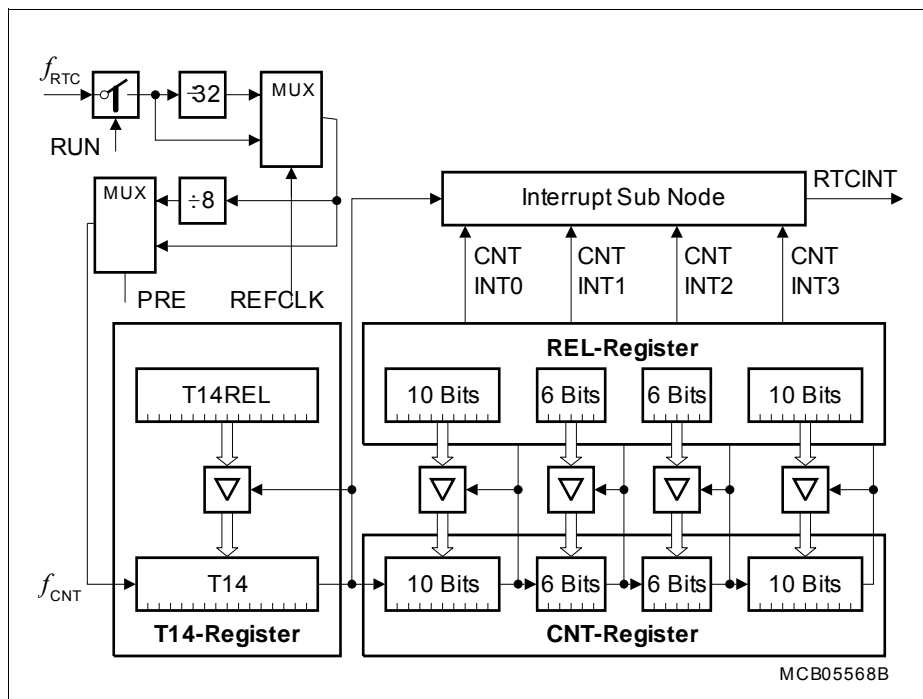 fRTC
RUN
÷32
MUX
MUX
÷8
PRE
REFCLK
Interrupt Sub Node
RTCINT
CNT INT0
CNT INT1
CNT INT2
CNT INT3
REL-Register
T14REL
10 Bits
6 Bits
6 Bits
10 Bits
fCNT
T14
10 Bits
6 Bits
6 Bits
10 Bits
T14-Register
CNT-Register
MCB05568B